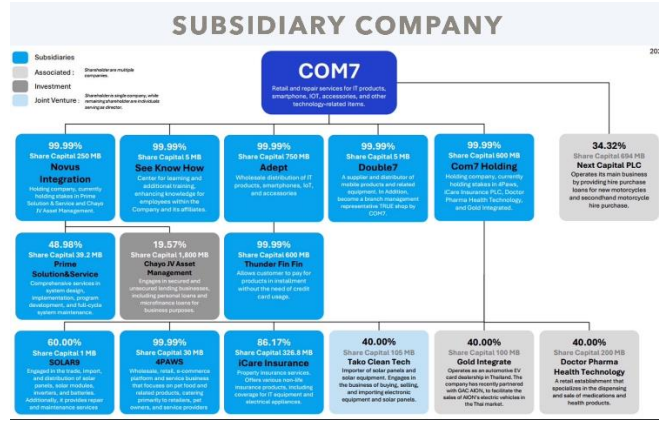 SUBSIDIARY COMPANY
Subsidiaries
Associated :
Shareholder are multiple
companies.
Investment
Joint Venture :
Shareholder is single company, while
remaining shareholder are individuals
serving as director.
COM7
Retail and repair services for IT products,
smartphone, IOT, accessories, and other
technology-related items.
202
99.99%
Share Capital 250 MB
Novus
Integration
Holding company, currently
holding stakes in Prime
Solution & Service and Chayo
JV Asset Management.
99.99%
Share Capital 5 MB
See Know How
Center for learning and
additional training,
enhancing knowledge for
employees within the
Company and its affiliates.
99.99%
Share Capital 750 MB
Adept
Wholesale distribution of IT
products, smartphones, IoT,
and accessories
99.99%
Share Capital 5 MB
Double7
A supplier and distributer of
mobile products and related
equipment. In Addition,
become a branch management
representative TRUE shop by
COM7.
99.99%
Share Capital 600 MB
Com7 Holding
Holding company, currently
holding stakes in 4Paws,
iCare Insurance PLC, Doctor
Pharma Health Technology,
and Gold Integrated.
34.32%
Share Capital 694 MB
Next Capital PLC
Operates its main business
by providing hire purchase
loans for new motorcycles
and secondhand motorcycle
hire purchase.
48.98%
Share Capital 39.2 MB
Prime
Solution&Service
Comprehensive services in
system design,
implementation, program
development, and full-cycle
system maintenance.
19.57%
Share Capital 1,800 MB
Chayo JV Asset
Management
Engages in secured and
unsecured lending businesses,
including personal loans and
microfinance loans for
business purposes.
99.99%
Share Capital 600 MB
Thunder Fin Fin
Allows customer to pay for
products in installment
without the need of credit
card usage.
60.00%
Share Capital 1 MB
SOLAR9
Engaged in the trade, import,
and distribution of solar
panels, solar modules,
inverters, and batteries.
Additionally, it provides repair
and maintenance services
99.99%
Share Capital 30 MB
4PAWS
Wholesale, retail, e-commerce
platform and service business
that focuses on pet food and
related products, catering
primarily to retailers, pet
owners, and service providers
86.17%
Share Capital 326.8 MB
iCare Insurance
Property insurance services.
Offers various non-life
insurance products, including
coverage for IT equipment and
electrical appliances.
40.00%
Share Capital 105 MB
Tako Clean Tech
Importer of solar panels and
solar equipment. Engages in
the business of buying, selling,
and importing electronic
equipment and solar panels.
40.00%
Share Capital 100 MB
Gold Integrate
Operates as an automotive EV
card dealership in Thailand. The
company has recently partnered
with GAC AION, to facilitate the
sales of AION's electric vehicles in
the Thai market.
40.00%
Share Capital 200 MB
Doctor Pharma
Health Technology
A retail establishment that
specializes in the dispensing
and sale of medications and
health products.